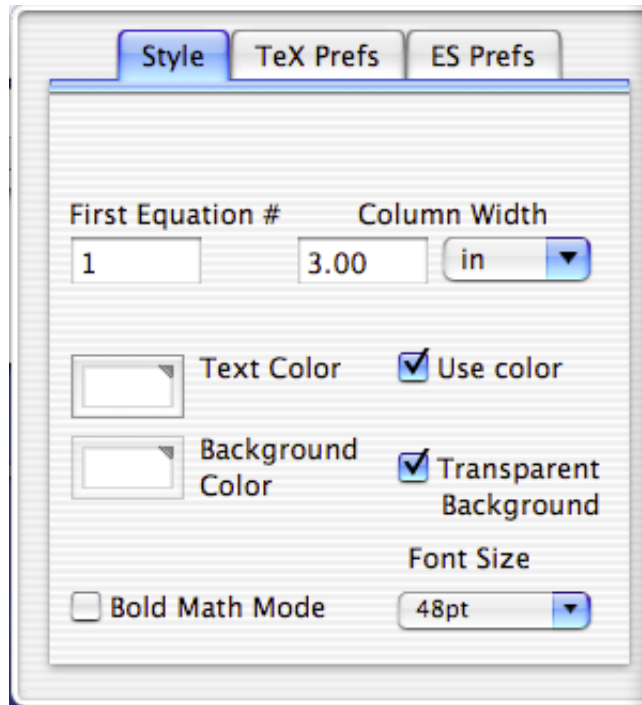 Style TeX Prefs ES Prefs
First Equation # Column Width
1 3.00 in
Text Color Use color
Background
Color
Transparent
Background
Font Size
Bold Math Mode 48pt